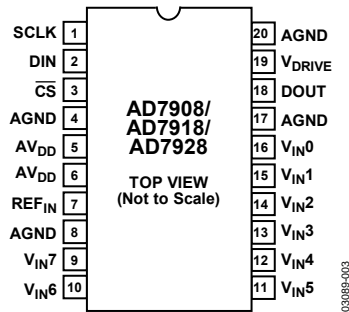 SCLK 1
DIN 2
CS 3
AGND 4
AVDD 5
AVDD 6
REFIN 7
AGND 8
VIN7 9
VIN6 10
AD7908/
AD7918/
AD7928
TOP VIEW
(Not to Scale)
20 AGND
19 VDRIVE
18 DOUT
17 AGND
16 VIN0
15 VIN1
14 VIN2
13 VIN3
12 VIN4
11 VIN5
03089-003